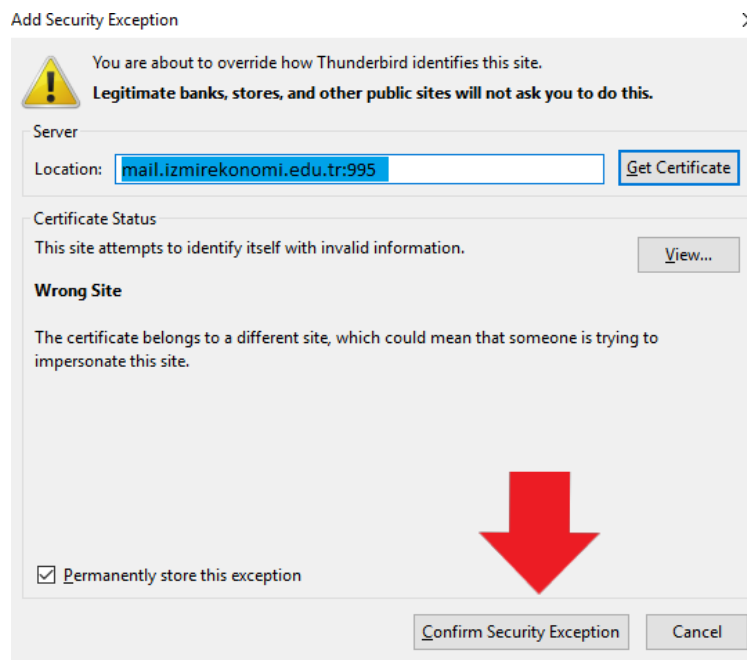 Add Security Exception
You are about to override how Thunderbird identifies this site.
Legitimate banks, stores, and other public sites will not ask you to do this.
Server
Location: mail.izmirekonomi.edu.tr:995 Get Certificate
Certificate Status
This site attempts to identify itself with invalid information. View...
Wrong Site
The certificate belongs to a different site, which could mean that someone is trying to
impersonate this site.
Permanently store this exception
Confirm Security Exception Cancel